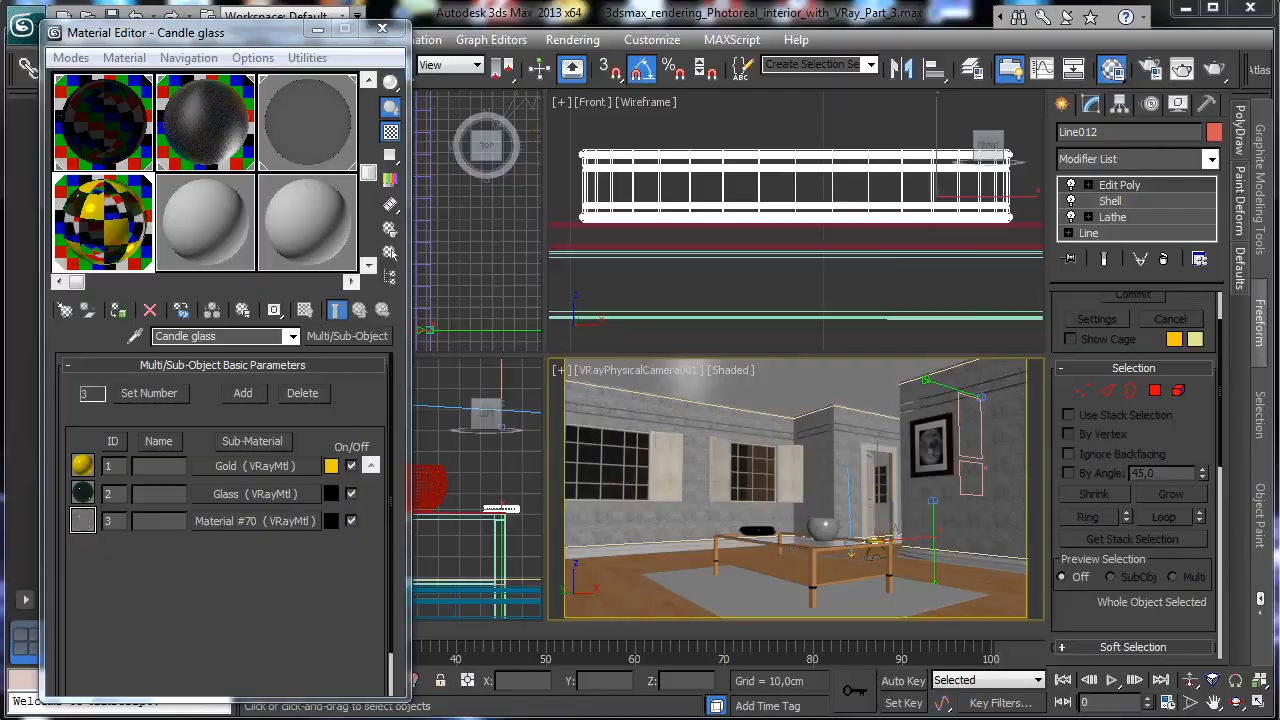 Material Editor - Candle glass
Workspace: Default
Autodesk 3ds Max 2013 x64
3dsmax_rendering_Photoreal_interior_with_VRay_Part_3.max
Graph Editors
Rendering
Customize
MAXScript
Help
Modes
Material
Navigation
Options
Utilities
View
Create Selection Se
Atlas
[+] [Front] [Wireframe]
TOP
FRONT
Line012
Modifier List
Edit Poly
Shell
Lathe
Line
PolyDraw
Paint Deform
Defaults
Graphite Modeling Tools
Freeform
Selection
Object Paint
Candle glass
Multi/Sub-Object
Multi/Sub-Object Basic Parameters
3
Set Number
Add
Delete
ID
Name
Sub-Material
On/Off
1
Gold ( VRayMtl )
2
Glass ( VRayMtl )
3
Material #70 ( VRayMtl )
[+] [VRayPhysicalCamera001] [Shaded]
Commit
Settings
Cancel
Show Cage
Selection
Use Stack Selection
By Vertex
Ignore Backfacing
By Angle:
45,0
Shrink
Grow
Ring
Loop
Get Stack Selection
Preview Selection
Off
SubObj
Multi
Whole Object Selected
Soft Selection
40
50
60
70
80
90
100
X:
Y:
Z:
Grid = 10,0cm
Auto Key
Selected
Click or click-and-drag to select objects
Add Time Tag
Set Key
Key Filters...
0